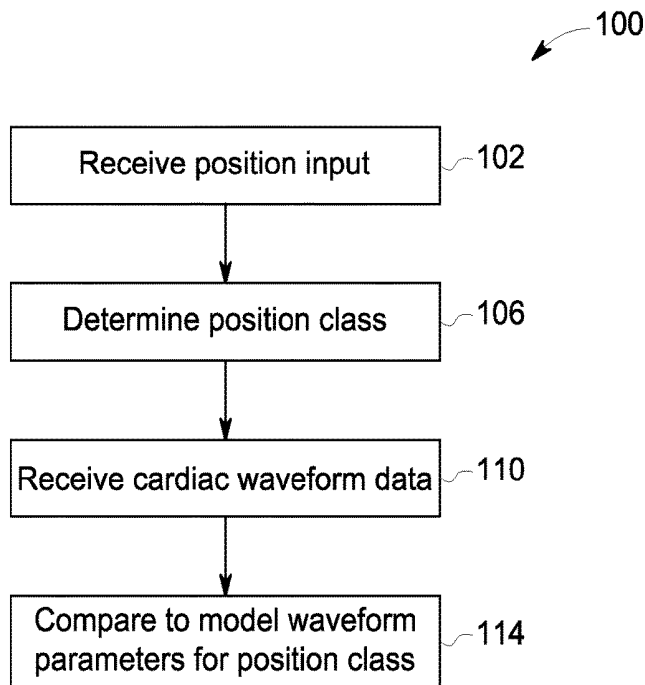 100
Receive position input
102
Determine position class
106
Receive cardiac waveform data
110
Compare to model waveform
parameters for position class
114